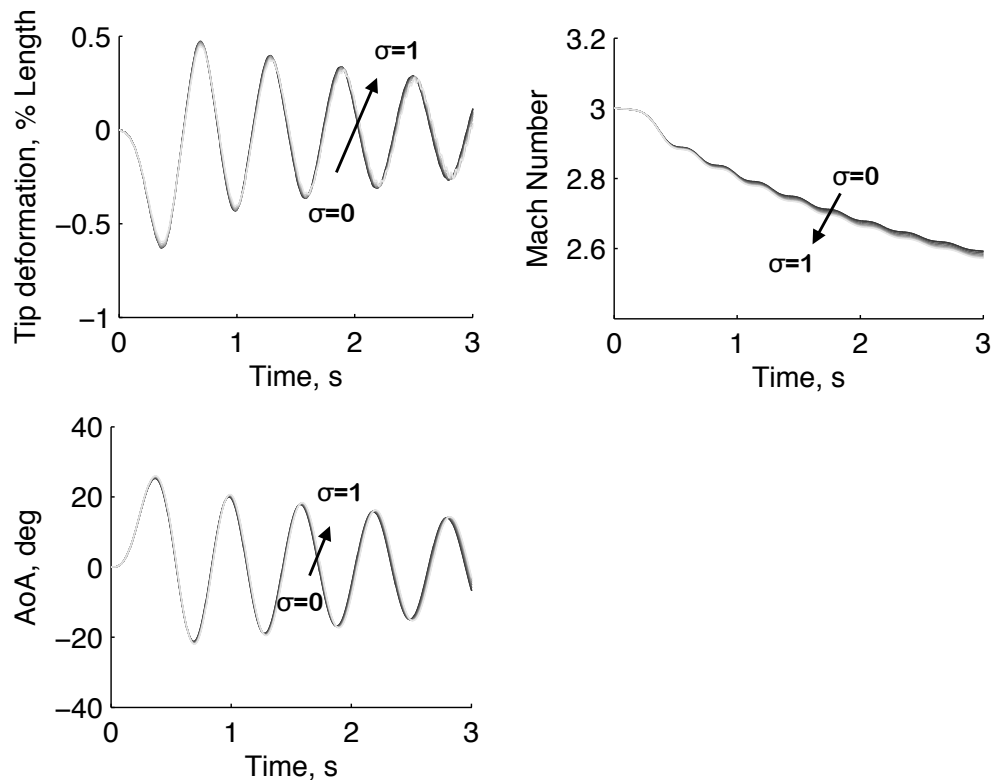 Tip deformation, % Length
0.5
0
−0.5
−1
σ=1
σ=0
0 1 2 3
Time, s
Mach Number
3.2
3
2.8
2.6
σ=0
σ=1
0 1 2 3
Time, s
AoA, deg
40
20
0
−20
−40
σ=1
σ=0
0 1 2 3
Time, s